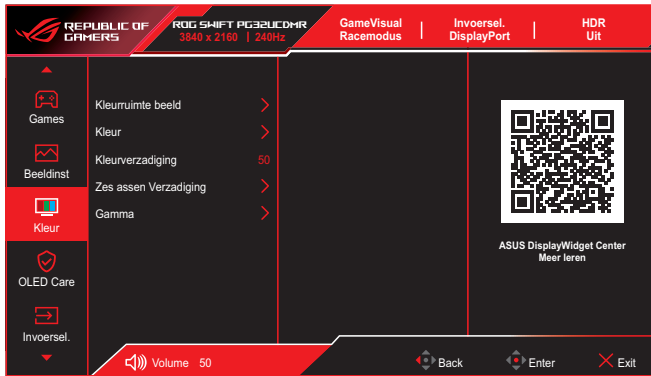 REPUBLIC OF
GAMERS
ROG SWIFT PG32UCDMR
3840 x 2160 | 240Hz
GameVisual
Racemodus
Invoersel.
DisplayPort
HDR
Uit
Games
Beeldinst
Kleur
OLED Care
Invoersel.
Kleurruimte beeld
Kleur
Kleurverzadiging 50
Zes assen Verzadiging
Gamma
ASUS DisplayWidget Center
Meer leren
Volume 50
Back
Enter
Exit